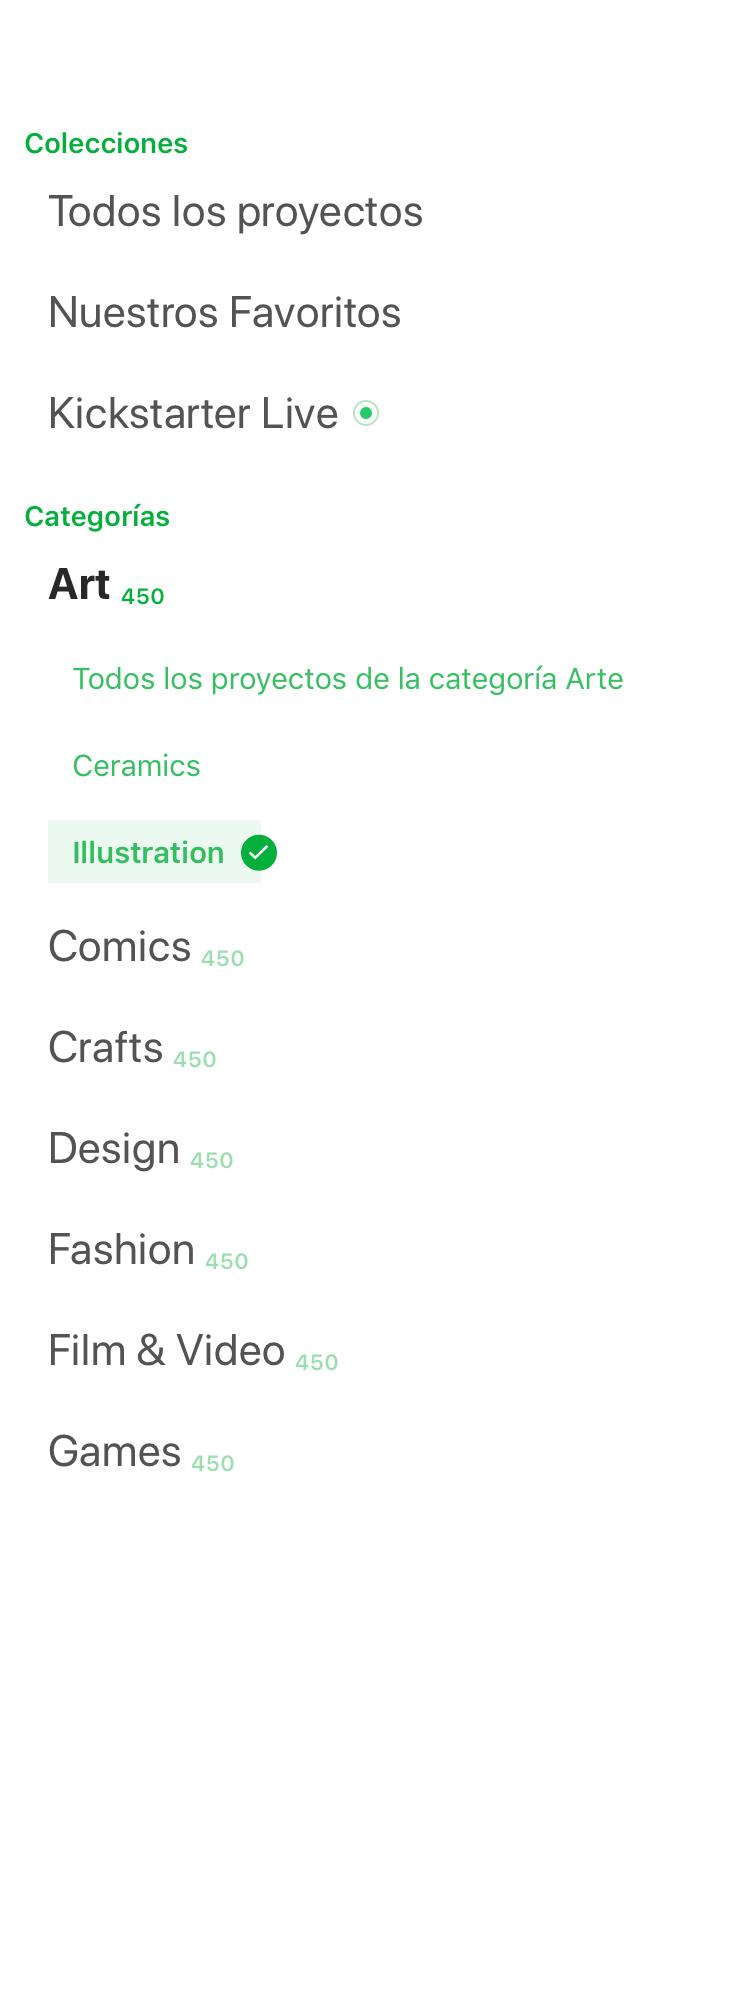 Colecciones
Todos los proyectos
Nuestros Favoritos
Kickstarter Live
Categorías
Art 450
Todos los proyectos de la categoría Arte
Ceramics
Illustration
Comics 450
Crafts 450
Design 450
Fashion 450
Film & Video 450
Games 450